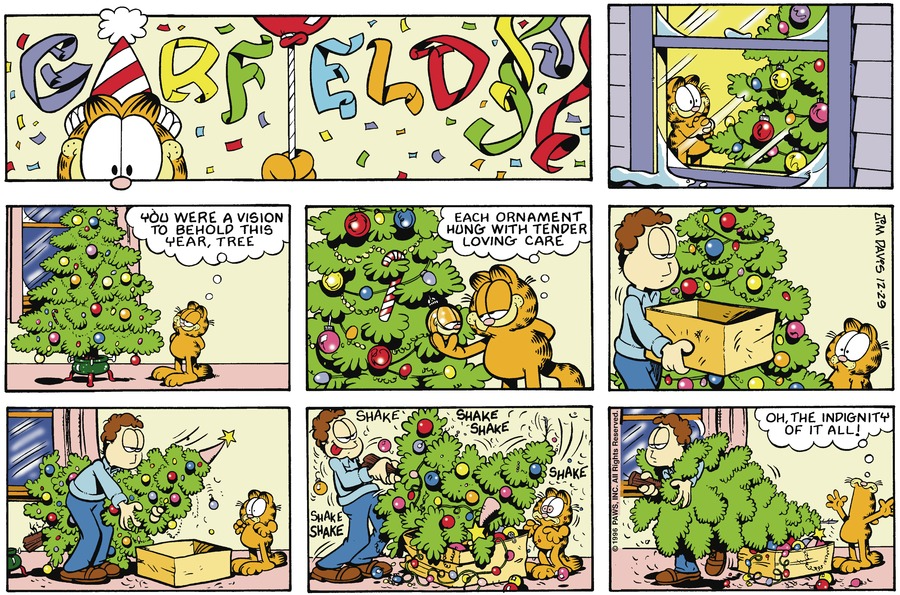 GARFIELD
YOU WERE A VISION
TO BEHOLD THIS
YEAR, TREE
EACH ORNAMENT
HUNG WITH TENDER
LOVING CARE
JIM DAVIS 12-29
SHAKE
SHAKE
SHAKE
SHAKE
SHAKE
SHAKE
© 1996 PAWS, INC. All Rights Reserved.
OH, THE INDIGNITY
OF IT ALL!